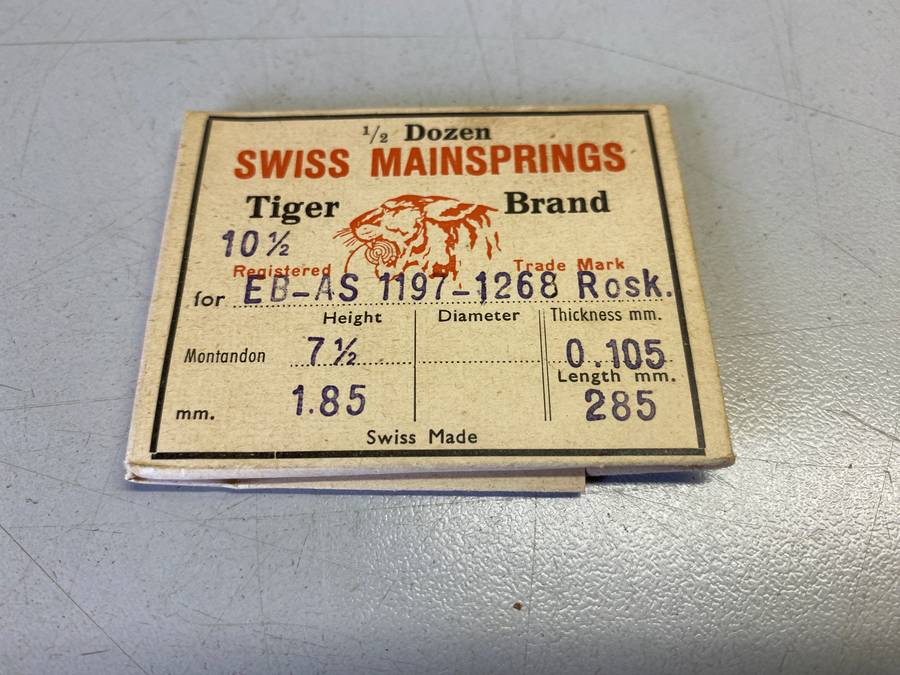 ½ Dozen
SWISS MAINSPRINGS
Tiger Brand
10 ½
Registered Trade Mark
for EB-AS 1197-1268 Rosk.
Height Diameter Thickness mm.
Montandon 7 ½ 0.105
Length mm.
mm. 1.85 285
Swiss Made